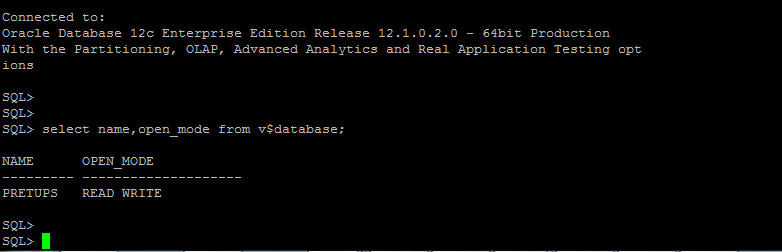 Connected to:
Oracle Database 12c Enterprise Edition Release 12.1.0.2.0 - 64bit Production
With the Partitioning, OLAP, Advanced Analytics and Real Application Testing opt
ions
SQL>
SQL>
SQL> select name,open_mode from v$database;
NAME      OPEN_MODE
--------- --------------------
PRETUPS   READ WRITE
SQL>
SQL>